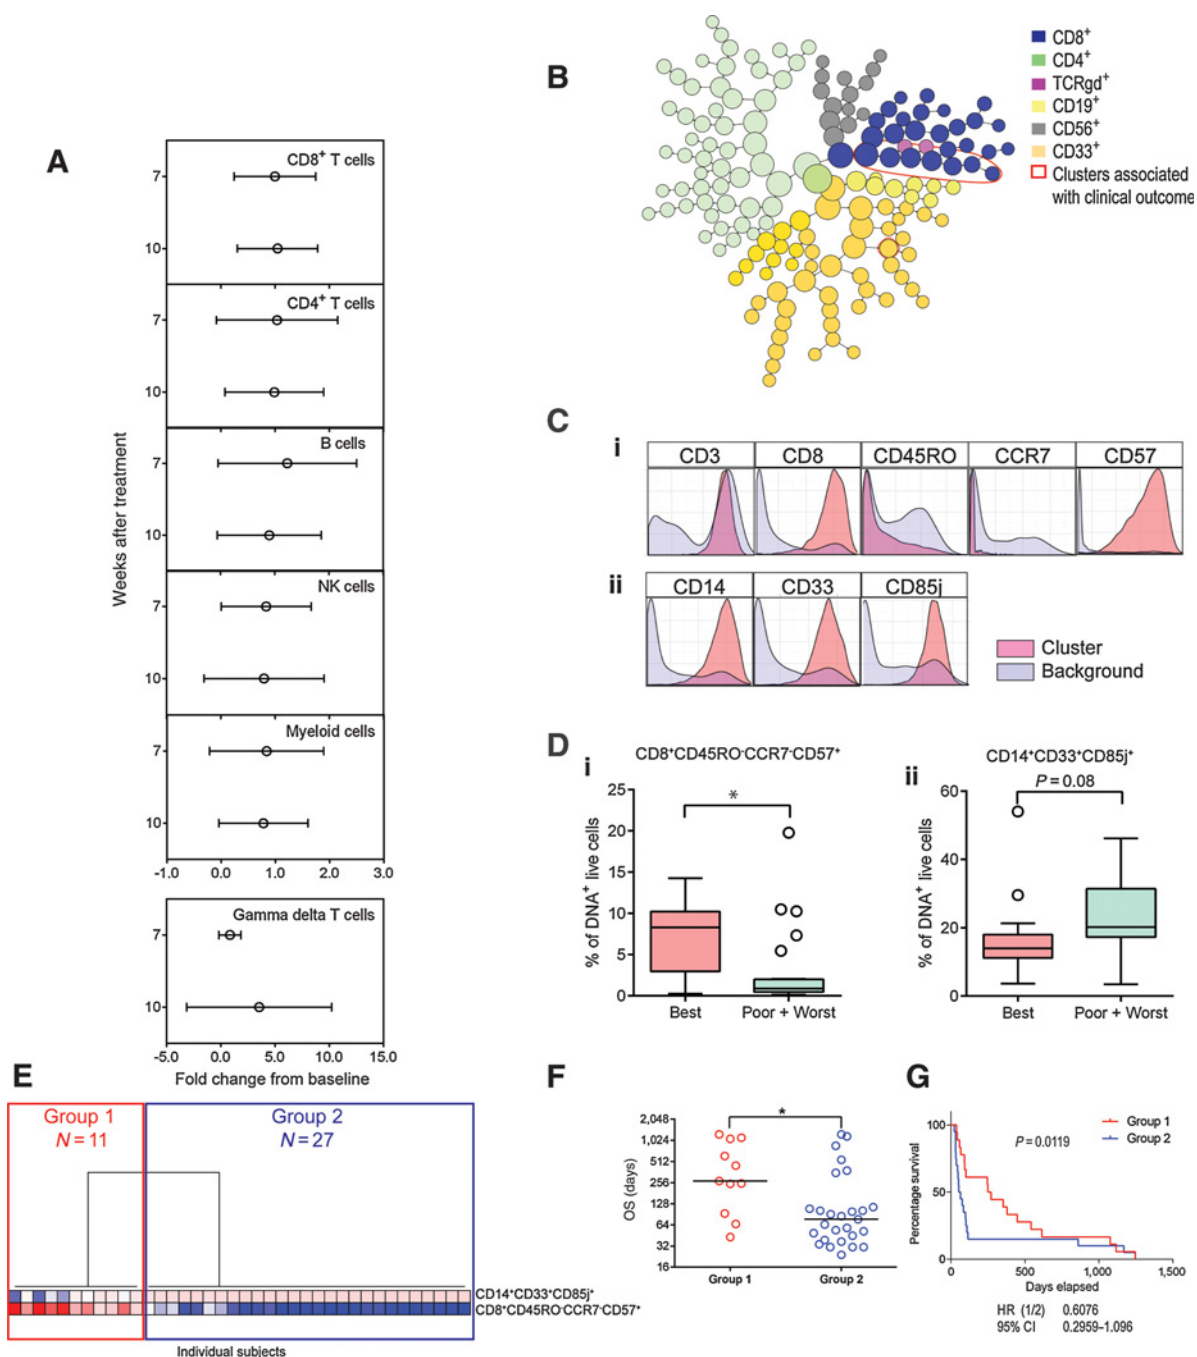 A
CD8+ T cells
7
10
CD4+ T cells
7
10
B cells
7
10
NK cells
7
10
Myeloid cells
7
10
-1.0 0.0 1.0 2.0 3.0
Gamma delta T cells
7
10
-5.0 0.0 5.0 10.0 15.0
Fold change from baseline
Weeks after treatment
B
CD8+
CD4+
TCRgd+
CD19+
CD56+
CD33+
Clusters associated
with clinical outcome
C
i
CD3 CD8 CD45RO CCR7 CD57
ii
CD14 CD33 CD85j
Cluster
Background
D
CD8+CD45RO-CCR7-CD57+
i
*
25
20
15
10
5
0
% of DNA+ live cells
Best Poor + Worst
CD14+CD33+CD85j+
ii
P = 0.08
60
40
20
0
% of DNA+ live cells
Best Poor + Worst
E
Group 1
N = 11
Group 2
N = 27
CD14+CD33+CD85j+
CD8+CD45RO-CCR7-CD57+
Individual subjects
F
*
2,048
1,024
512
256
128
64
32
16
OS (days)
Group 1 Group 2
G
Group 1
Group 2
P = 0.0119
100
50
0
Percentage survival
0 500 1,000 1,500
Days elapsed
HR (1/2) 0.6076
95% CI 0.2959–1.096